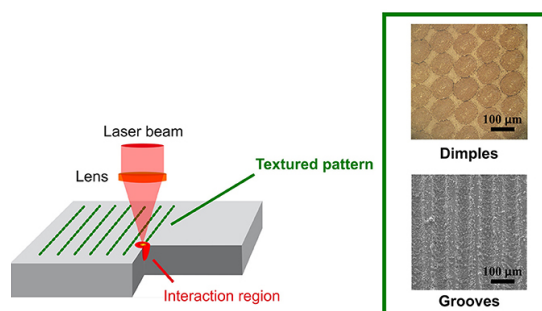 Laser beam
Lens
Textured pattern
Interaction region
100 µm
Dimples
100 µm
Grooves